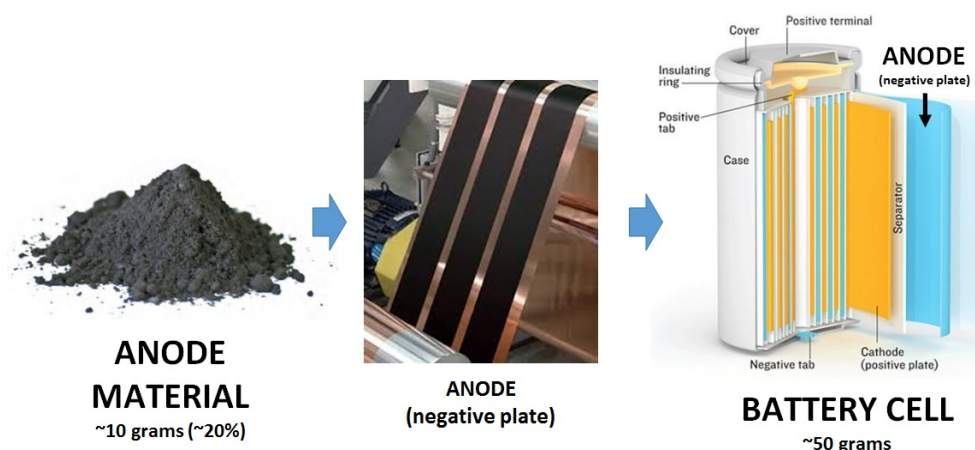 ANODE
MATERIAL
~10 grams (~20%)
ANODE
(negative plate)
Positive terminal
Cover
Insulating
ring
Positive
tab
Case
Separator
ANODE
(negative plate)
Negative tab
Cathode
(positive plate)
BATTERY CELL
~50 grams